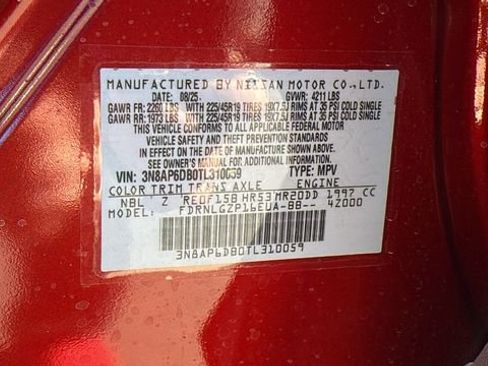 MANUFACTURED BY NISSAN MOTOR CO.,LTD.
DATE: 08/25 GVWR: 4211 LBS
GAWR FR: 2260 LBS WITH 225/45R19 TIRES 19X7.5J RIMS AT 35 PSI COLD SINGLE
GAWR RR: 1973 LBS WITH 225/45R19 TIRES 19X7.5J RIMS AT 35 PSI COLD SINGLE
THIS VEHICLE CONFORMS TO ALL APPLICABLE FEDERAL MOTOR
VEHICLE SAFETY AND THEFT PREVENTION STANDARDS
IN EFFECT ON THE DATE OF MANUFACTURE SHOWN ABOVE.
SEE OWNER'S MANUAL FOR ADDITIONAL INFORMATION.
VIN: 3N8AP6DB0TL310059 TYPE: MPV
COLOR TRIM TRANS AXLE ENGINE
NBL Z RE0F15B HR53 MR20DD 1997 CC
MODEL: FDRNLGZP16EUA-BB-- 42000
3N8AP6DB0TL310059